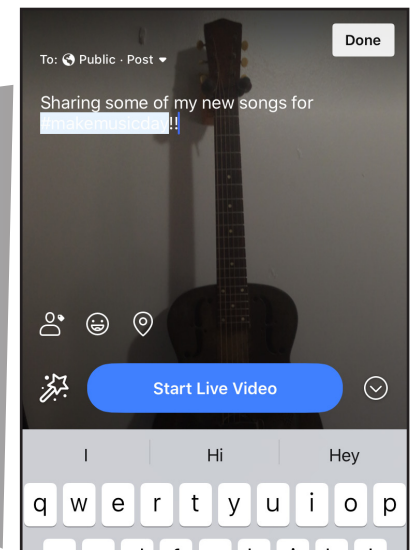 Done
To: Public · Post
Sharing some of my new songs for
#makemusicday!!
Start Live Video
I Hi Hey
q w e r t y u i o p